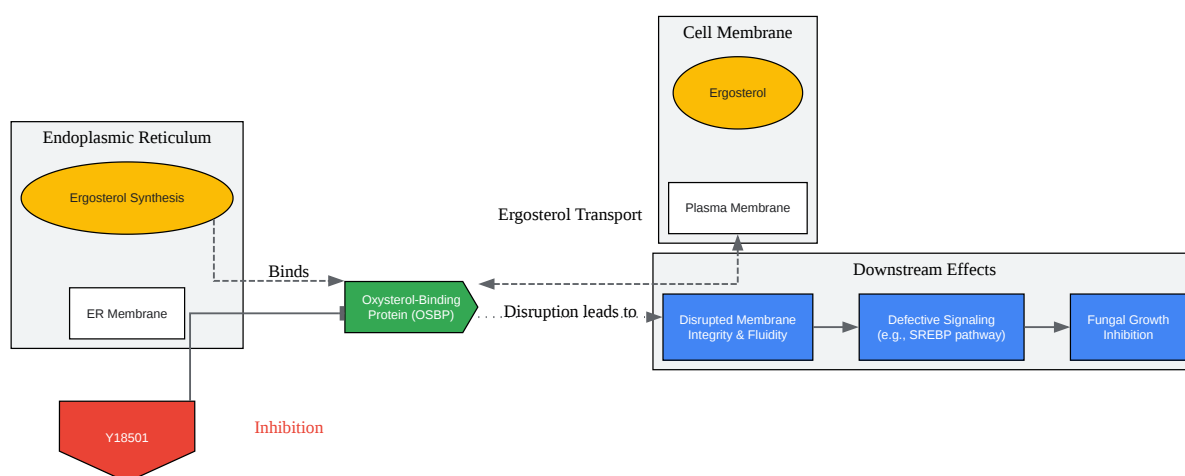 Cell Membrane
Ergosterol
Plasma Membrane
Endoplasmic Reticulum
Ergosterol Synthesis
ER Membrane
Ergosterol Transport
Binds
Oxysterol-Binding
Protein (OSBP)
Disruption leads to
Downstream Effects
Disrupted Membrane
Integrity & Fluidity
Defective Signaling
(e.g., SREBP pathway)
Fungal Growth
Inhibition
Y18501
Inhibition